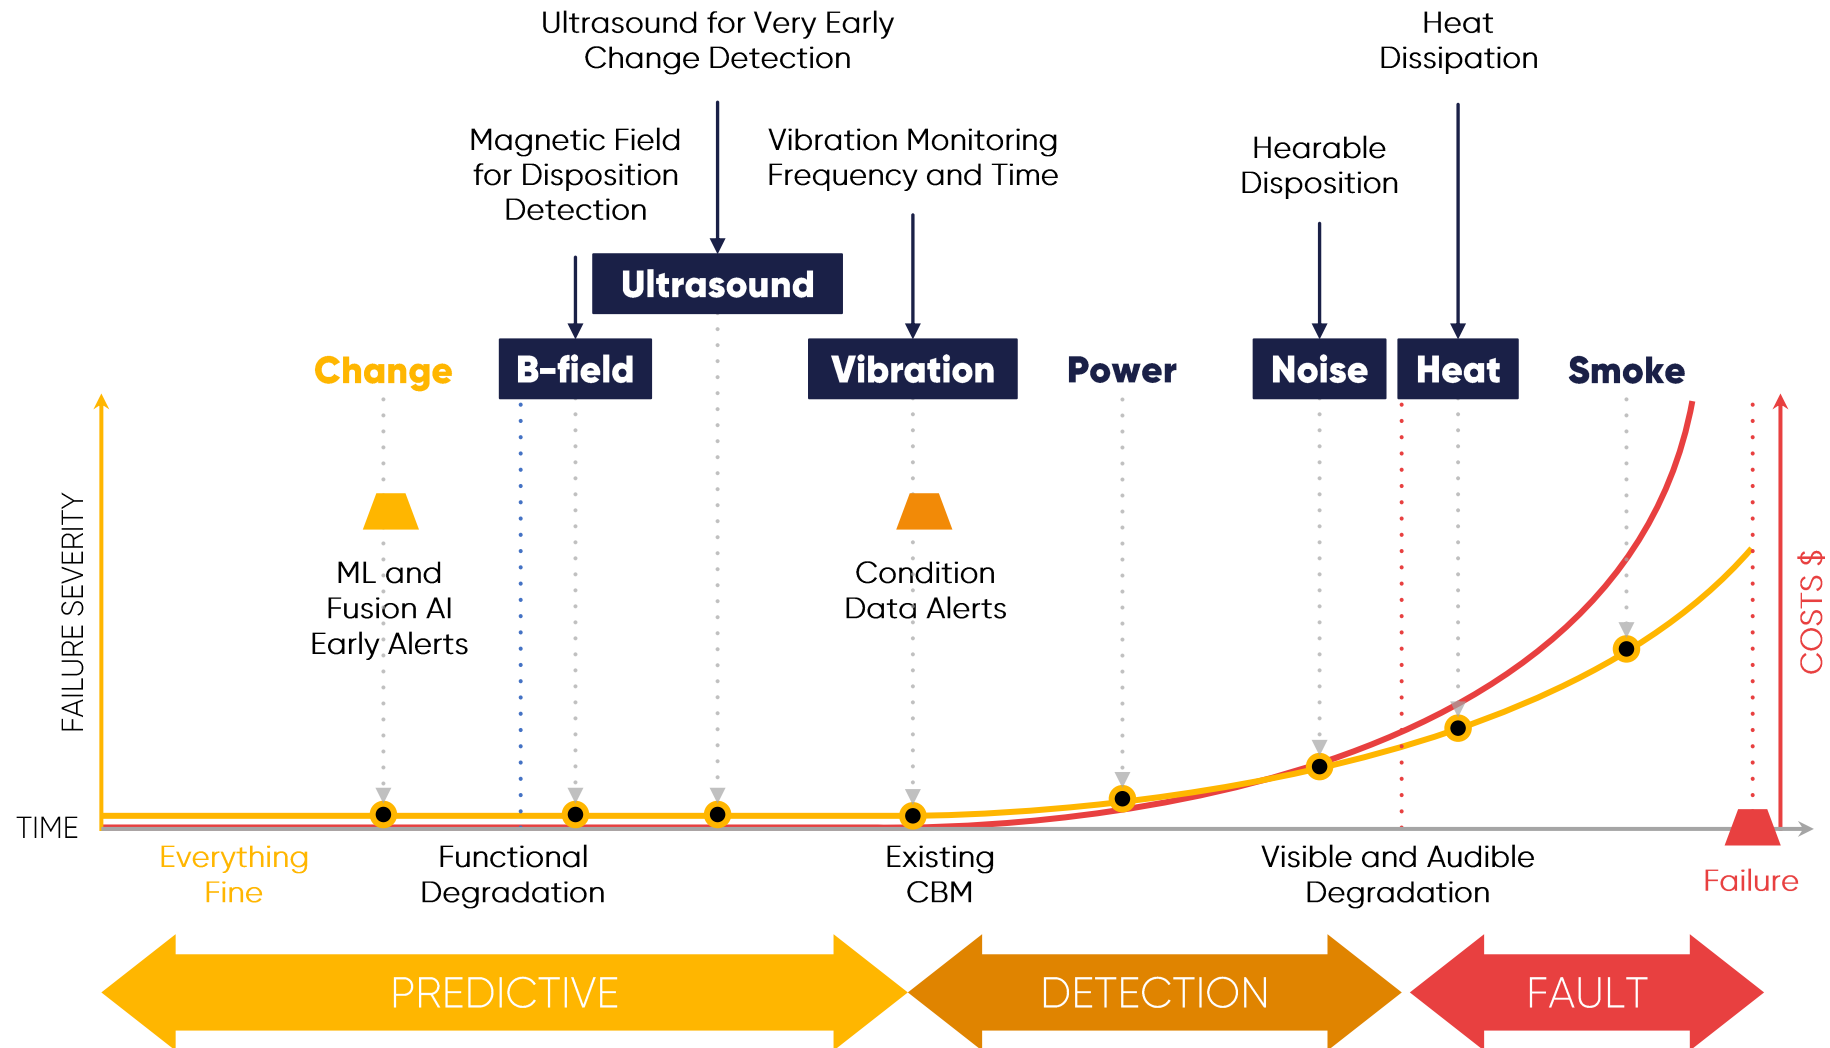 Ultrasound for Very Early
Change Detection
Heat
Dissipation
Magnetic Field
for Disposition
Detection
Vibration Monitoring
Frequency and Time
Hearable
Disposition
Ultrasound
Change
B-field
Vibration
Power
Noise
Heat
Smoke
FAILURE SEVERITY
ML and
Fusion AI
Early Alerts
Condition
Data Alerts
COSTS $
TIME
Everything
Fine
Functional
Degradation
Existing
CBM
Visible and Audible
Degradation
Failure
PREDICTIVE
DETECTION
FAULT